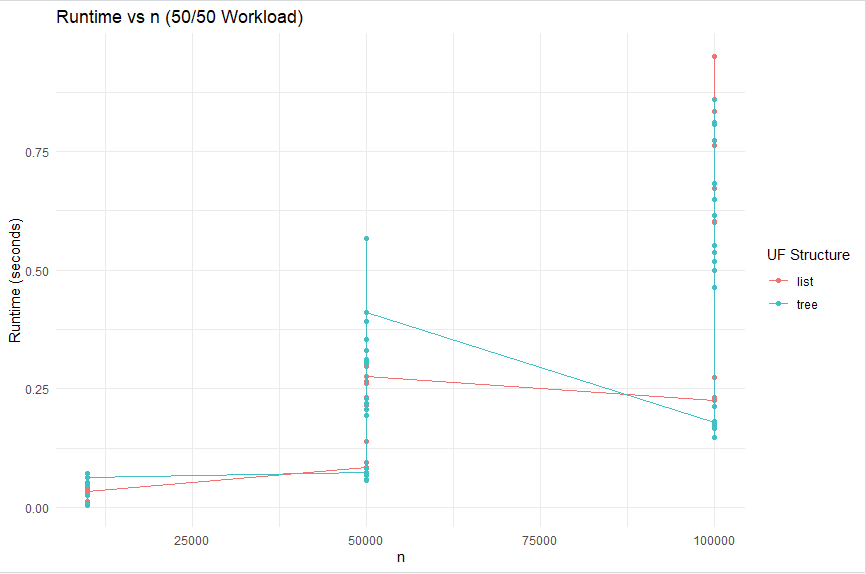 Runtime vs n (50/50 Workload)
Runtime (seconds)
0.75
0.50
0.25
0.00
25000
50000
75000
100000
n
UF Structure
list
tree